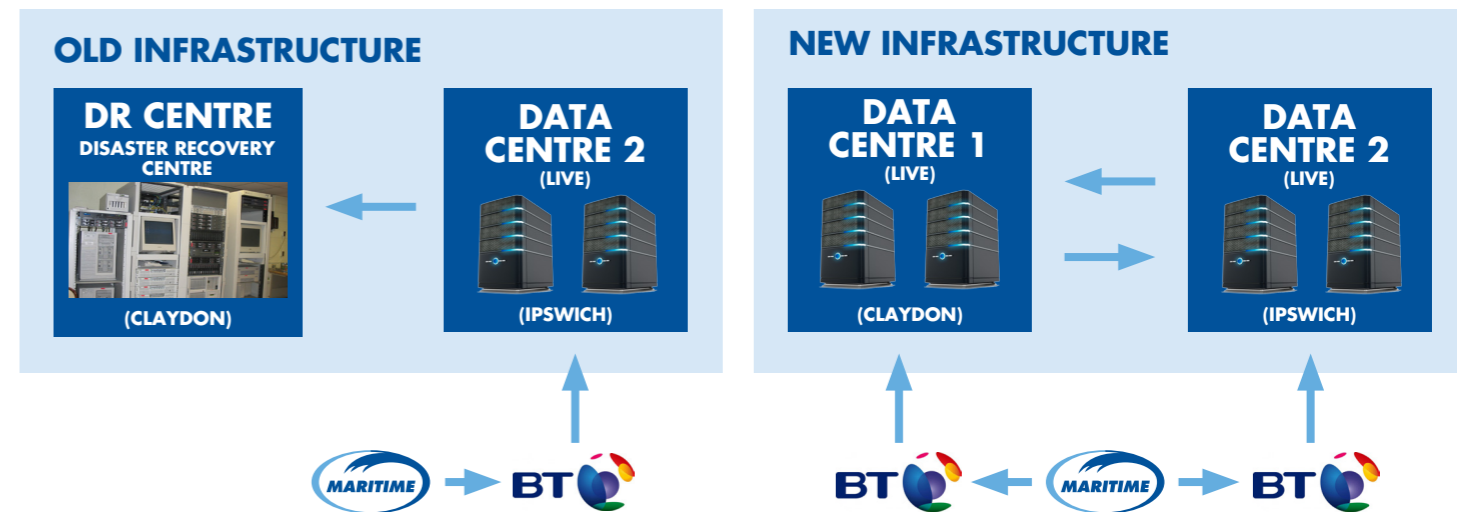 OLD INFRASTRUCTURE
DR CENTRE
DISASTER RECOVERY
CENTRE
(CLAYDON)
DATA
CENTRE 2
(LIVE)
(IPSWICH)
MARITIME
BT
NEW INFRASTRUCTURE
DATA
CENTRE 1
(LIVE)
(CLAYDON)
DATA
CENTRE 2
(LIVE)
(IPSWICH)
BT
MARITIME
BT